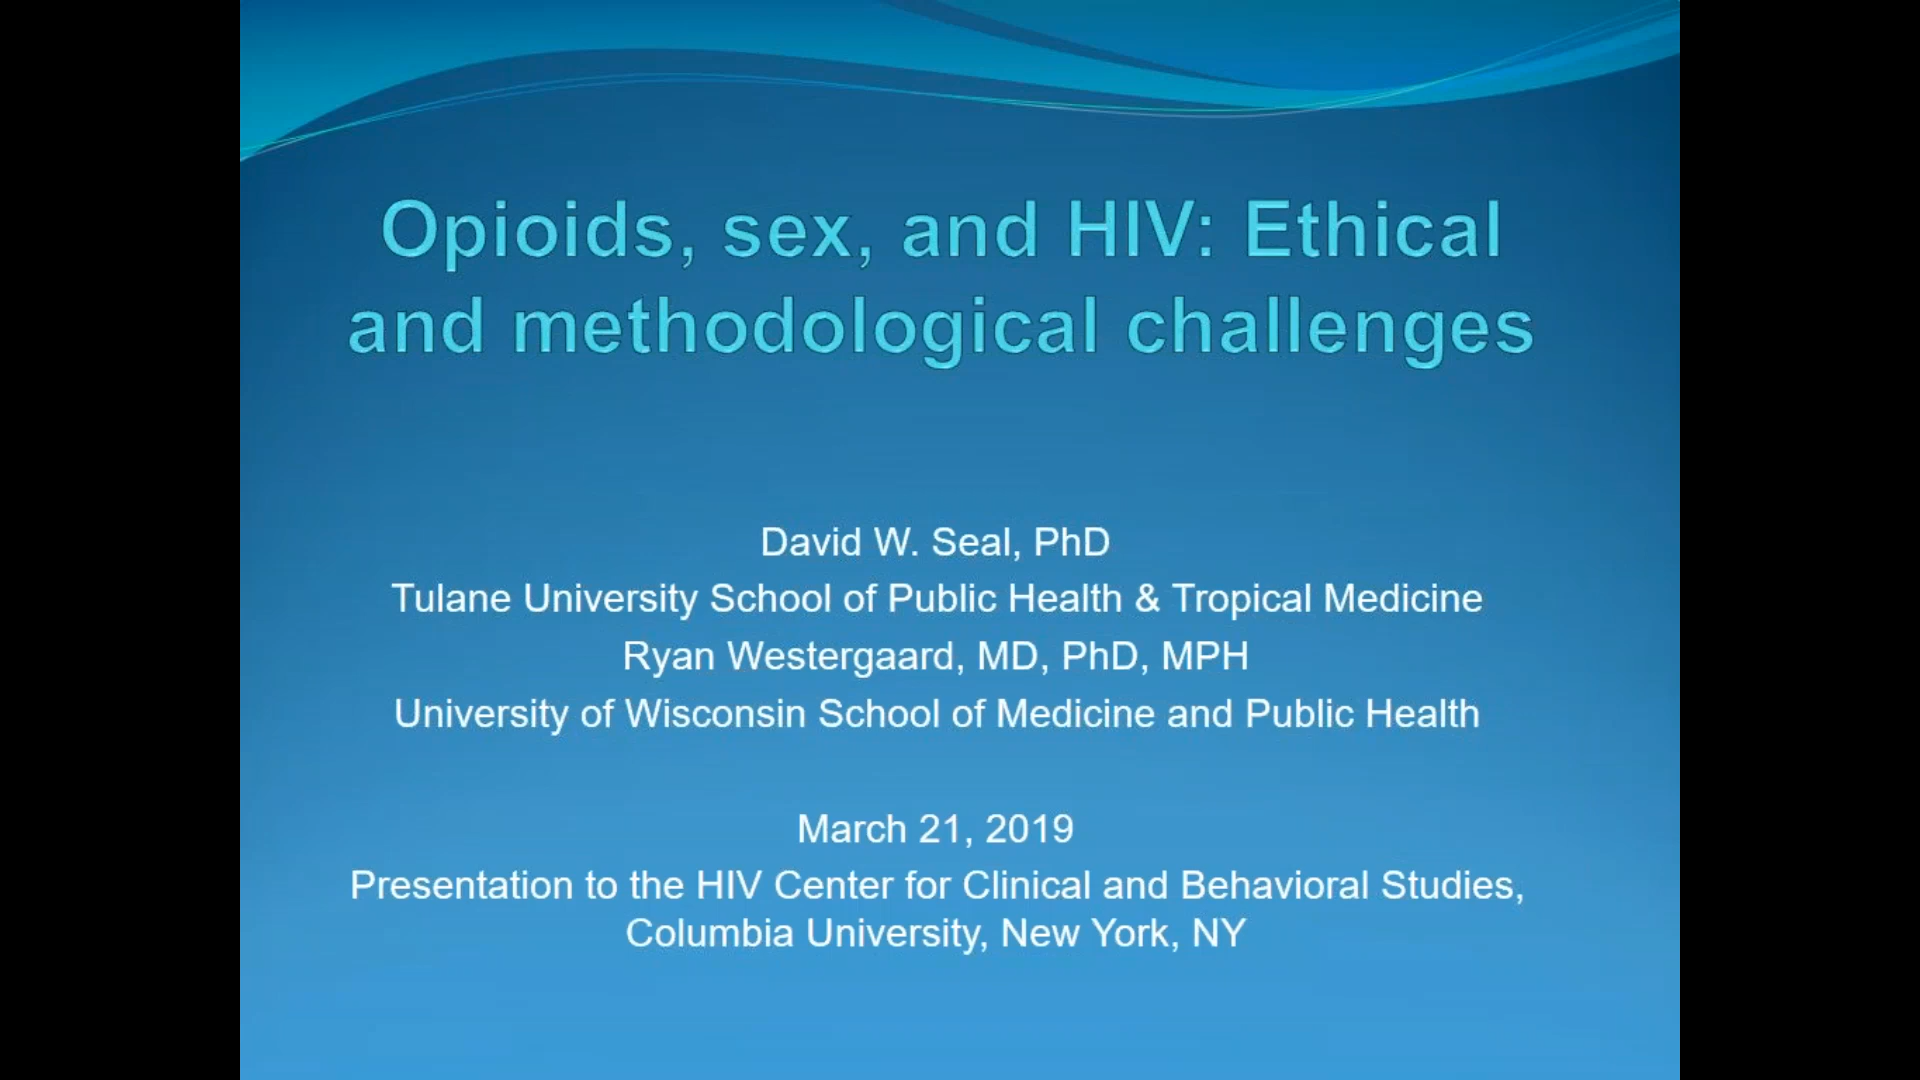 Opioids, sex, and HIV: Ethical
and methodological challenges
David W. Seal, PhD
Tulane University School of Public Health & Tropical Medicine
Ryan Westergaard, MD, PhD, MPH
University of Wisconsin School of Medicine and Public Health
March 21, 2019
Presentation to the HIV Center for Clinical and Behavioral Studies,
Columbia University, New York, NY